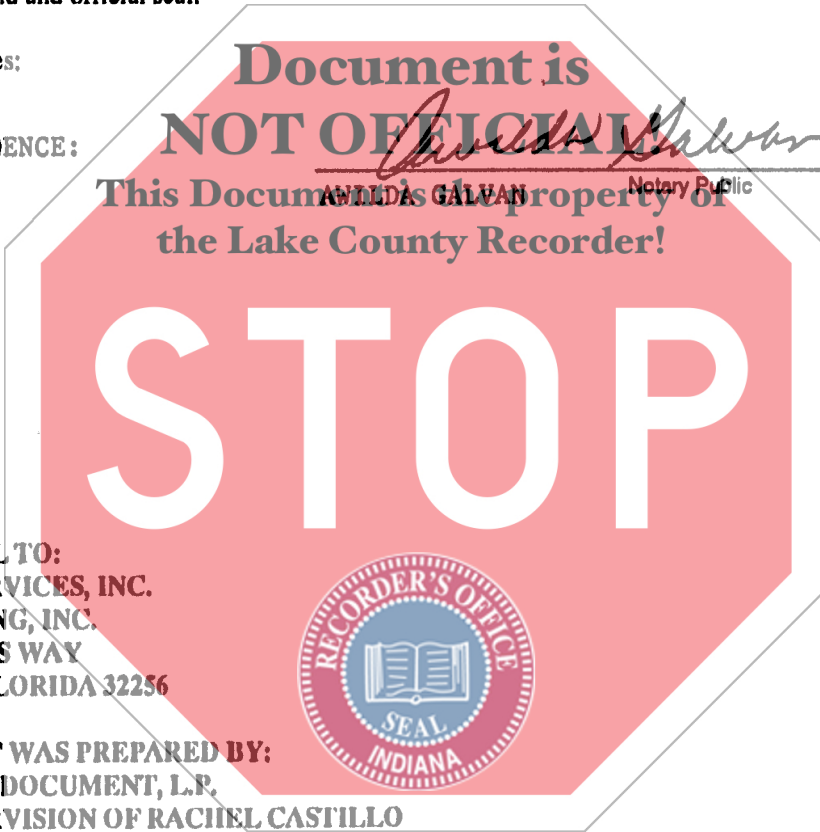 Document is
NOT OFFICIAL!
ENCE:
This Document is the property of
AWILDA GALVAN
Notary Public
the Lake County Recorder!
STOP
TO:
VICES, INC.
NG, INC.
S WAY
LORIDA 32256
RECORDER'S OFFICE
SEAL
INDIANA
WAS PREPARED BY:
DOCUMENT, L.P.
VISION OF RACHEL CASTILLO